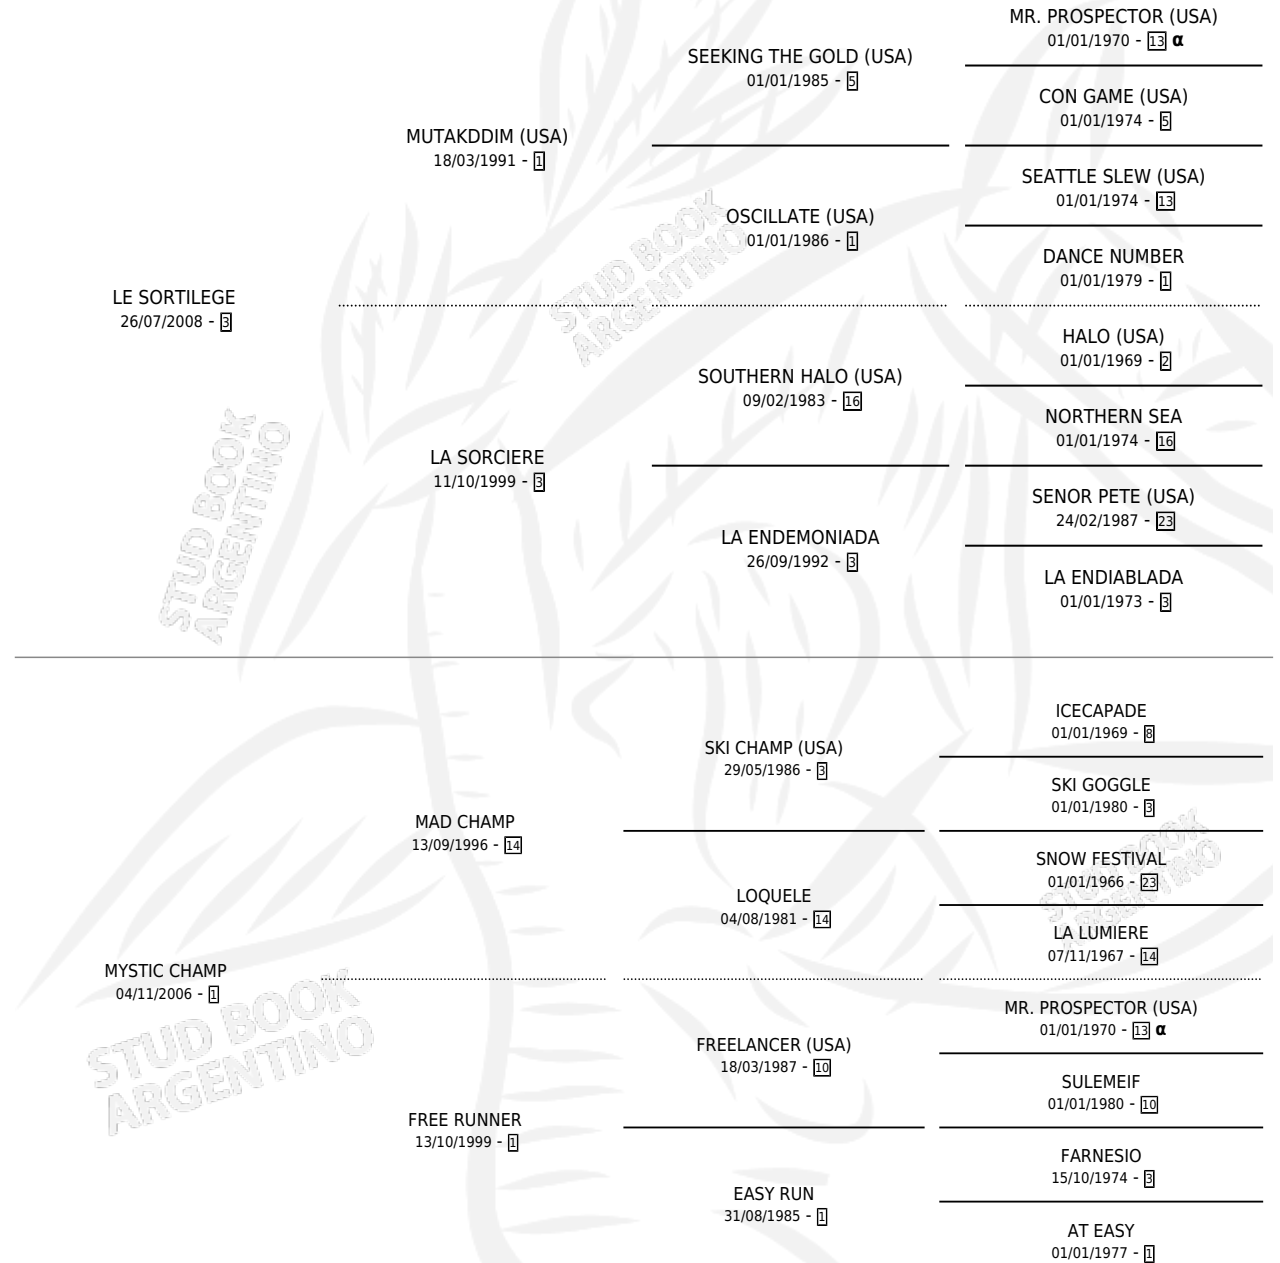 MR. PROSPECTOR (USA)
01/01/1970 - 13 α
SEEKING THE GOLD (USA)
01/01/1985 - 5
CON GAME (USA)
01/01/1974 - 5
MUTAKDDIM (USA)
18/03/1991 - 1
SEATTLE SLEW (USA)
01/01/1974 - 13
OSCILLATE (USA)
01/01/1986 - 1
DANCE NUMBER
01/01/1979 - 1
LE SORTILEGE
26/07/2008 - 3
HALO (USA)
01/01/1969 - 2
SOUTHERN HALO (USA)
09/02/1983 - 16
NORTHERN SEA
01/01/1974 - 16
LA SORCIERE
11/10/1999 - 3
SENOR PETE (USA)
24/02/1987 - 23
LA ENDEMONIADA
26/09/1992 - 3
LA ENDIABLADA
01/01/1973 - 3
ICECAPADE
01/01/1969 - 8
SKI CHAMP (USA)
29/05/1986 - 3
SKI GOGGLE
01/01/1980 - 3
MAD CHAMP
13/09/1996 - 14
SNOW FESTIVAL
01/01/1966 - 23
LOQUELE
04/08/1981 - 14
LA LUMIERE
07/11/1967 - 14
MYSTIC CHAMP
04/11/2006 - 1
MR. PROSPECTOR (USA)
01/01/1970 - 13 α
FREELANCER (USA)
18/03/1987 - 10
SULEMEIF
01/01/1980 - 10
FREE RUNNER
13/10/1999 - 1
FARNESIO
15/10/1974 - 3
EASY RUN
31/08/1985 - 1
AT EASY
01/01/1977 - 1
STUD BOOK
ARGENTINO
STUD BOOK
ARGENTINO
STUD BOOK
ARGENTINO
STUD BOOK
ARGENTINO